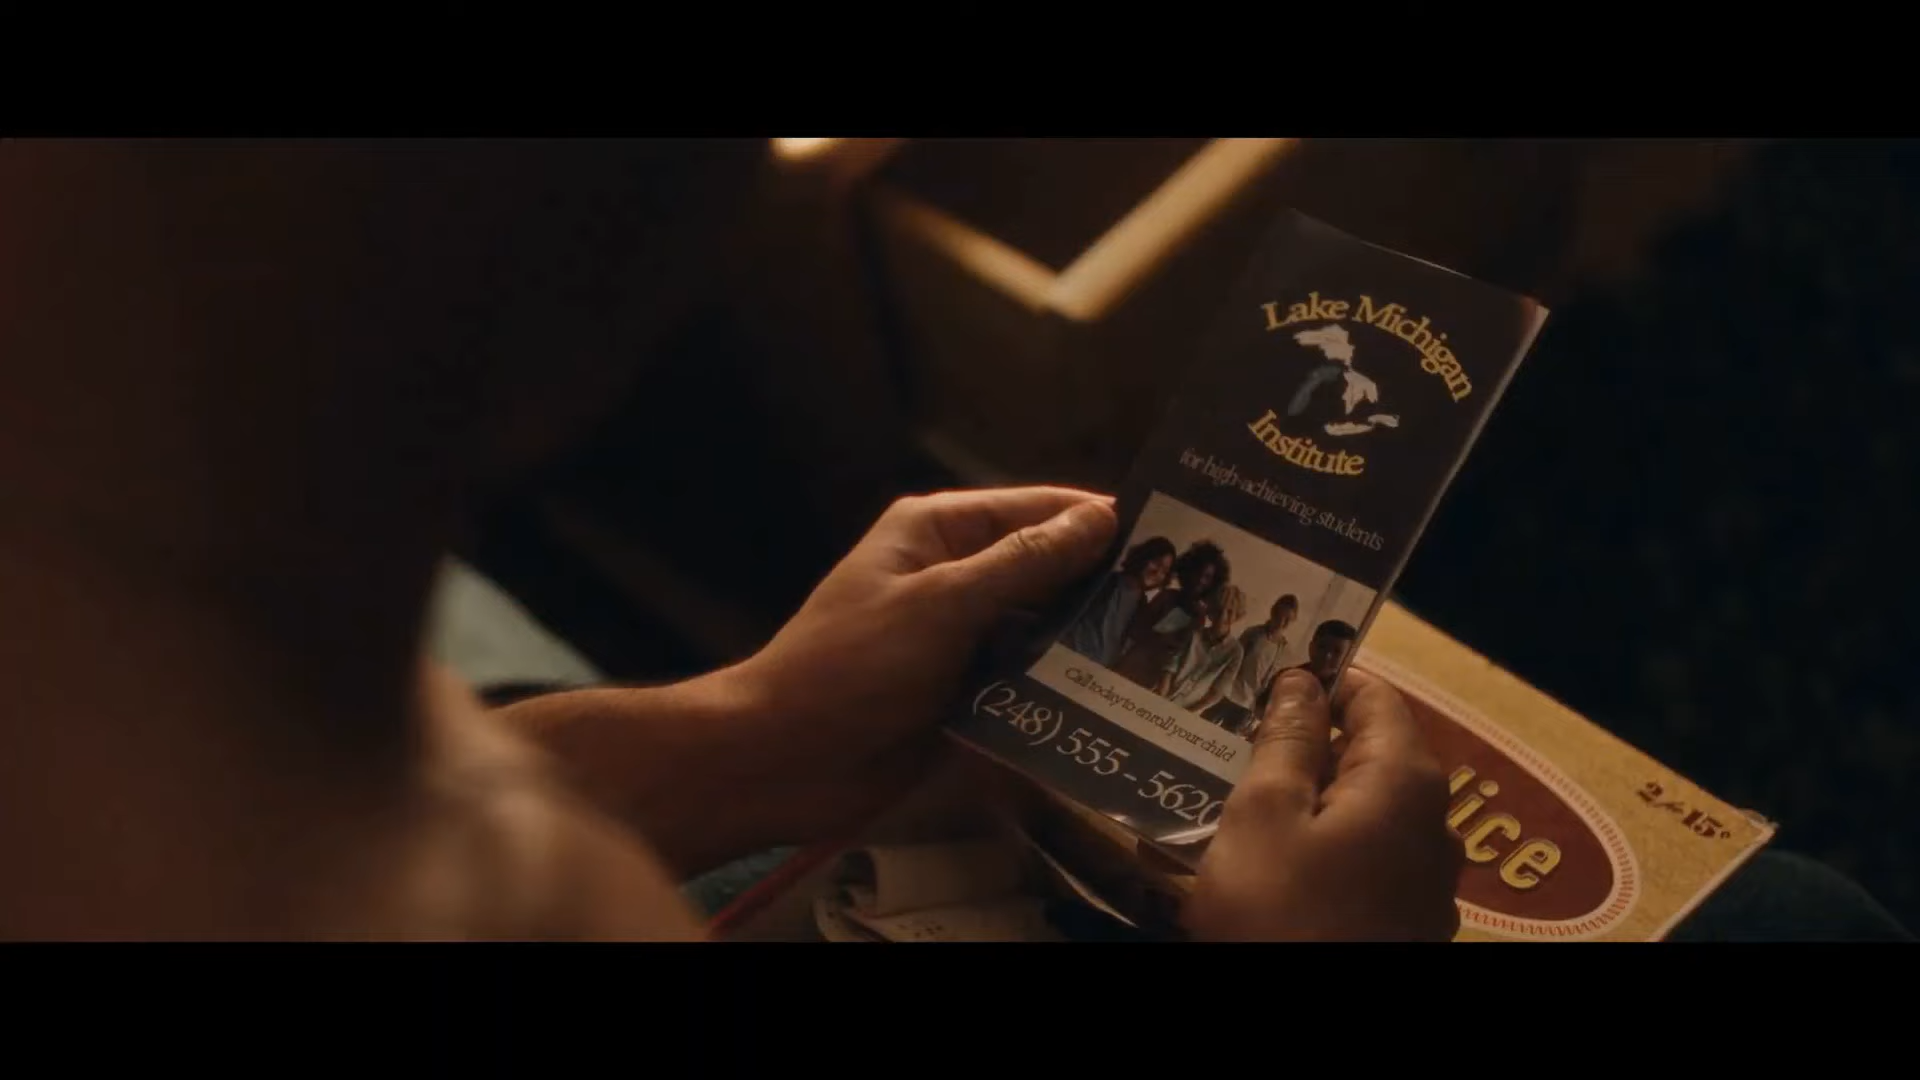 Lake Michigan
Institute
for high-achieving students
Call today to enroll your child
(248) 555-5620
2 for 15¢
lice